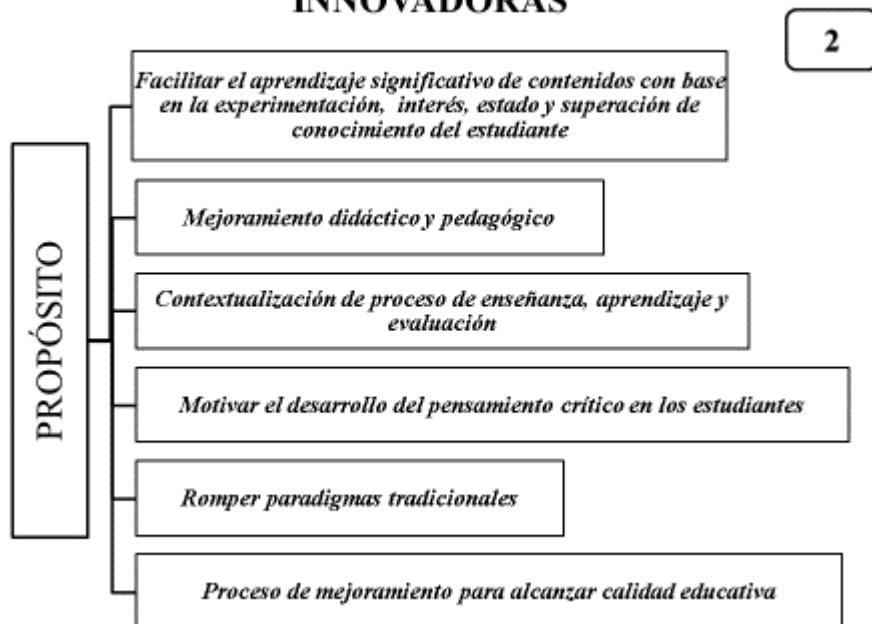 INNOVADORAS
2
Facilitar el aprendizaje significativo de contenidos con base
en la experimentación, interés, estado y superación de
conocimiento del estudiante
Mejoramiento didáctico y pedagógico
Contextualización de proceso de enseñanza, aprendizaje y
evaluación
PROPÓSITO
Motivar el desarrollo del pensamiento crítico en los estudiantes
Romper paradigmas tradicionales
Proceso de mejoramiento para alcanzar calidad educativa